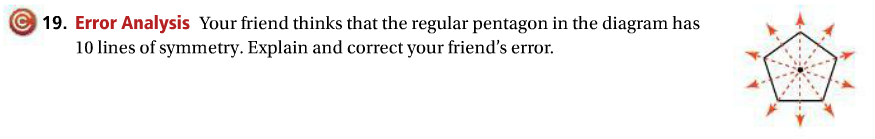 © 19. Error Analysis Your friend thinks that the regular pentagon in the diagram has
10 lines of symmetry. Explain and correct your friend's error.